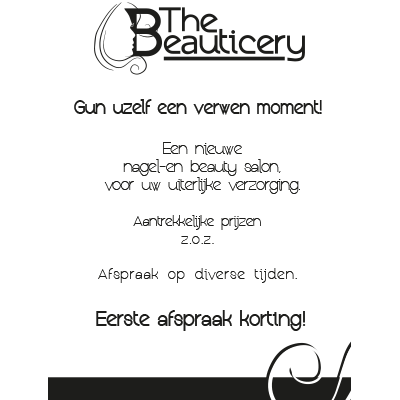 The
Beauticery
Gun uzelf een verwen moment!
Een nieuwe
nagel-en beauty salon,
voor uw uiterlijke verzorging.
Aantrekkelijke prijzen
z.o.z.
Afspraak op diverse tijden.
Eerste afspraak korting!